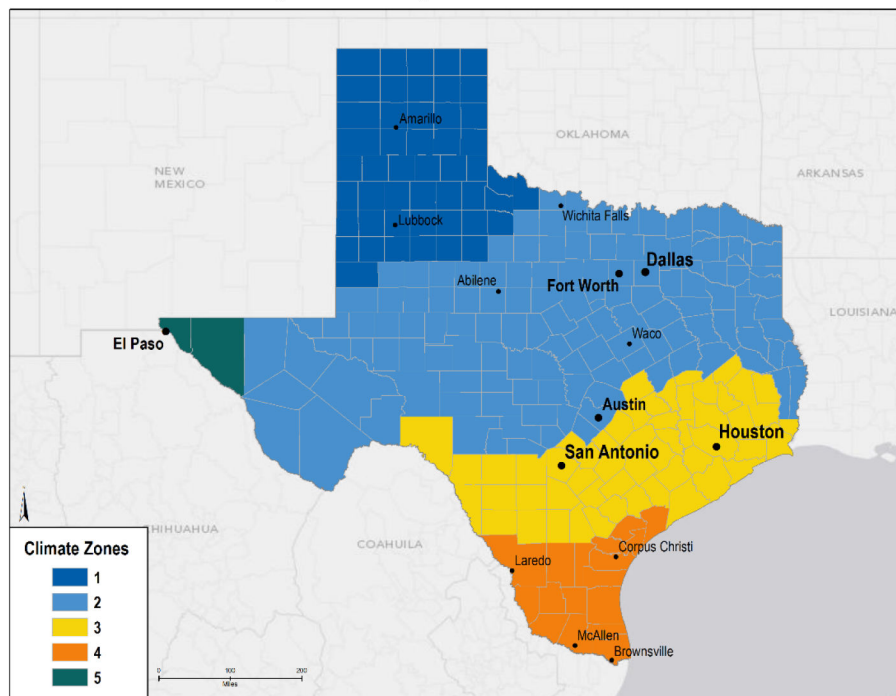 Amarillo
OKLAHOMA
ARKANSAS
NEW
MEXICO
Wichita Falls
Lubbock
Dallas
Fort Worth
Abilene
LOUISIANA
El Paso
Waco
Austin
Houston
San Antonio
HIHUAHUA
COAHUILA
Corpus Christi
Laredo
McAllen
Brownsville
Climate Zones
1
2
3
4
5
0 100 200
Miles